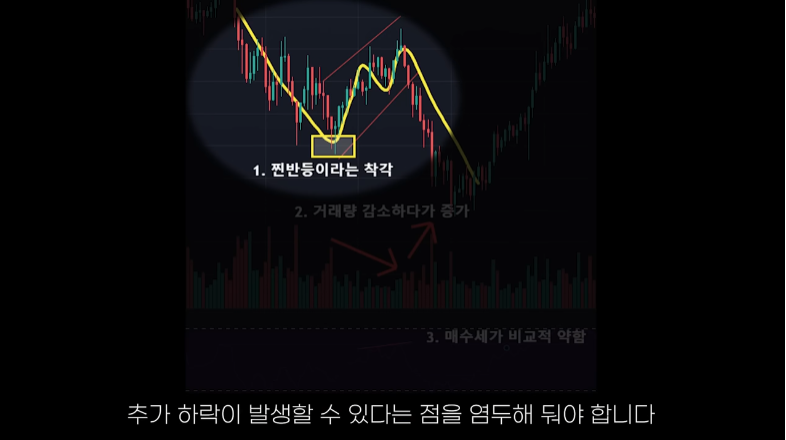 1. 찐반등이라는 착각
2. 거래량 감소하다가 증가
3. 매수세가 비교적 약함
추가 하락이 발생할 수 있다는 점을 염두해 둬야 합니다